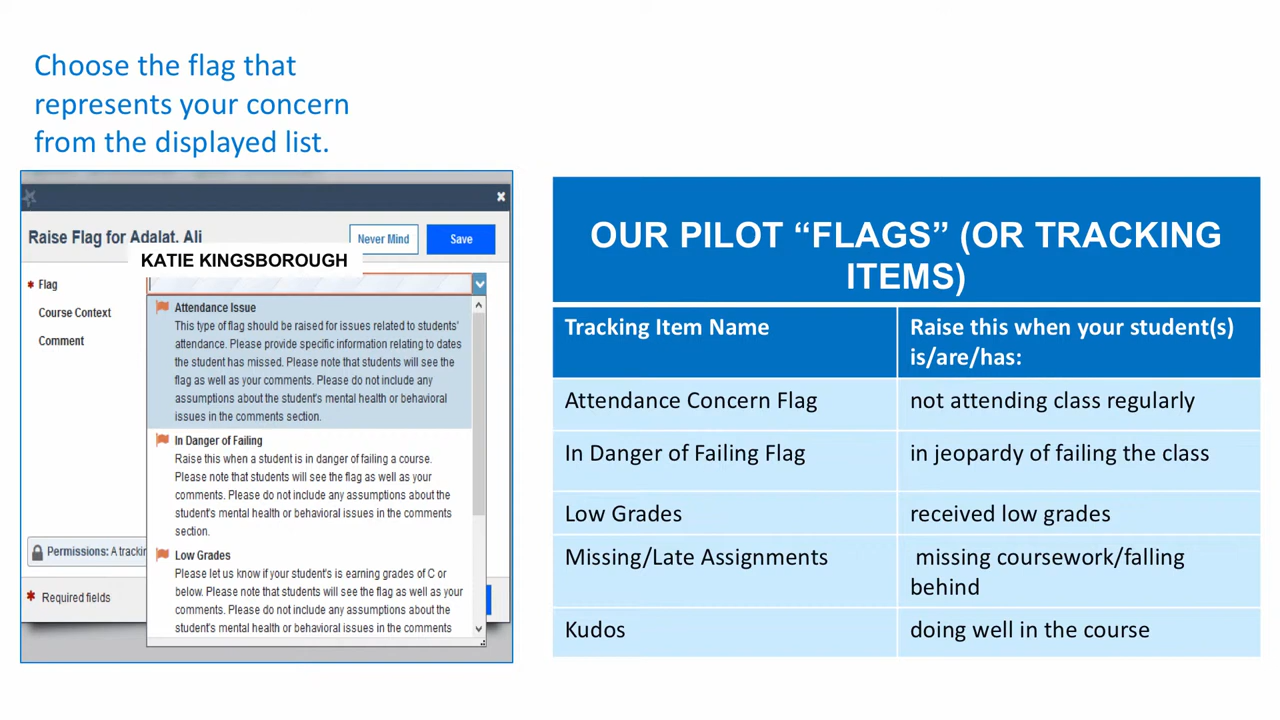 Choose the flag that
represents your concern
from the displayed list.
Raise Flag for Adalat, Ali
Never Mind
Save
KATIE KINGSBOROUGH
* Flag
Course Context
Comment
Attendance Issue
This type of flag should be raised for issues related to students'
attendance. Please provide specific information relating to dates
the student has missed. Please note that students will see the
flag as well as your comments. Please do not include any
assumptions about the student's mental health or behavioral
issues in the comments section.
In Danger of Failing
Raise this when a student is in danger of failing a course.
Please note that students will see the flag as well as your
comments. Please do not include any assumptions about the
student's mental health or behavioral issues in the comments
section.
Low Grades
Please let us know if your student's is earning grades of C or
below. Please note that students will see the flag as well as your
comments. Please do not include any assumptions about the
student's mental health or behavioral issues in the comments
Permissions: A trackin
* Required fields
OUR PILOT “FLAGS” (OR TRACKING
ITEMS)
Tracking Item Name
Raise this when your student(s)
is/are/has:
Attendance Concern Flag
not attending class regularly
In Danger of Failing Flag
in jeopardy of failing the class
Low Grades
received low grades
Missing/Late Assignments
missing coursework/falling
behind
Kudos
doing well in the course